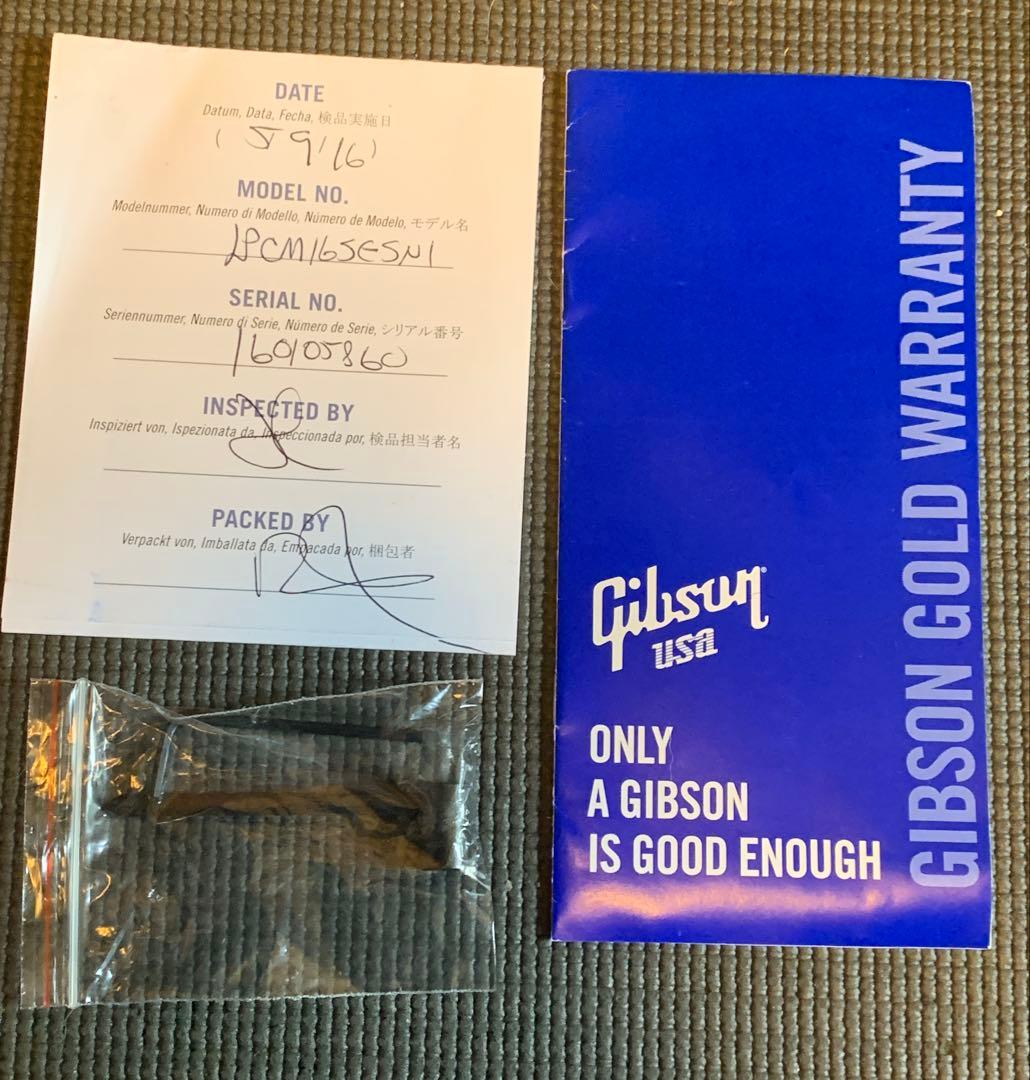 DATE
Datum, Data, Fecha, 検品実施日
MODEL NO.
Modelnummer, Numero di Modello, Número de Modelo, モデル名
LPCM16SESN1
SERIAL NO.
Seriennummer, Numero di Serie, Número de Serie, シリアル番号
160105860
INSPECTED BY
Inspiziert von, Ispezionata da, Inspeccionada por, 検品担当者名
PACKED BY
Verpackt von, Imballata da, Empacada por, 梱包者
Gibson
usa
ONLY
A GIBSON
IS GOOD ENOUGH
GIBSON GOLD WARRANTY